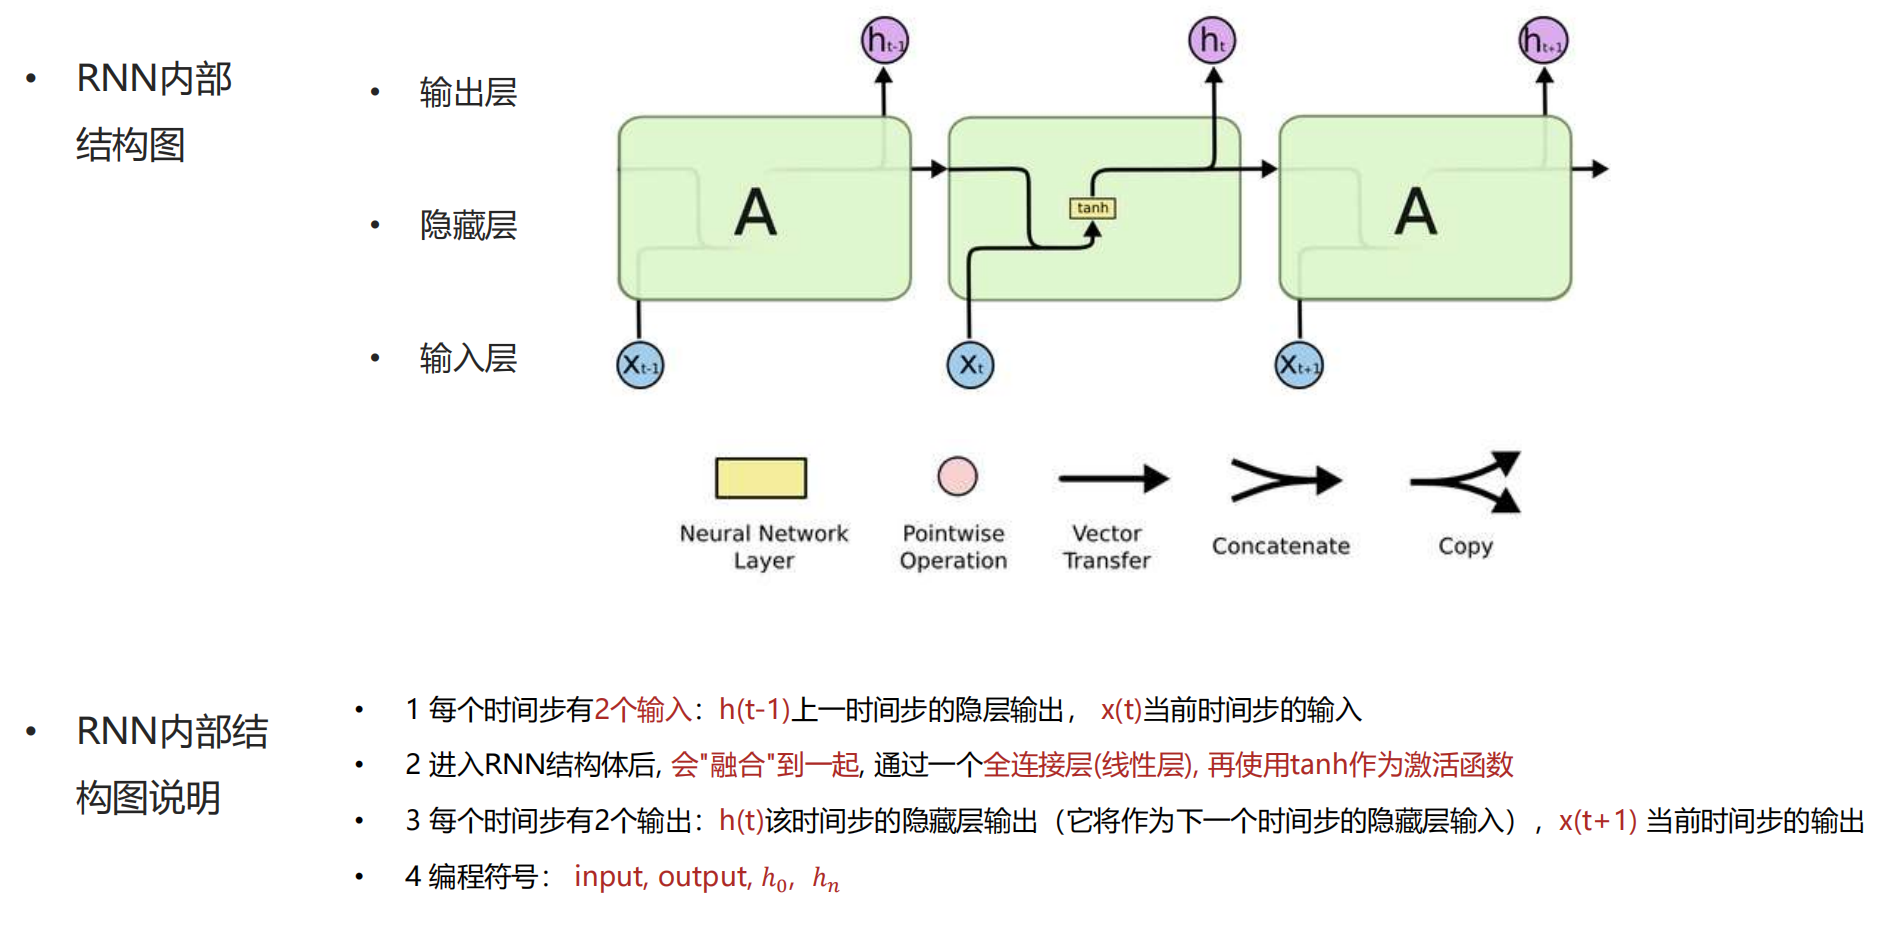 • RNN内部
结构图
• 输出层
• 隐藏层
• 输入层
h t-1
h t
h t+1
A
tanh
A
X t-1
X t
X t+1
Neural Network
Layer
Pointwise
Operation
Vector
Transfer
Concatenate
Copy
• RNN内部结
构图说明
• 1 每个时间步有2个输入：h(t-1)上一时间步的隐层输出， x(t)当前时间步的输入
• 2 进入RNN结构体后, 会"融合"到一起, 通过一个全连接层(线性层), 再使用tanh作为激活函数
• 3 每个时间步有2个输出：h(t)该时间步的隐藏层输出（它将作为下一个时间步的隐藏层输入），x(t+1) 当前时间步的输出
• 4 编程符号： input, output, h₀, hₙ